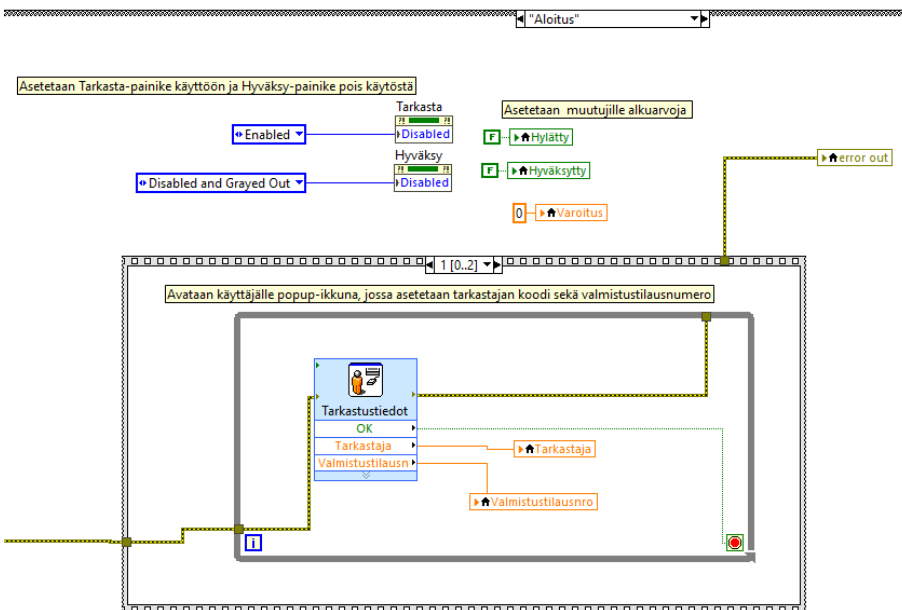 "Aloitus"
Asetetaan Tarkasta-painike käyttöön ja Hyväksy-painike pois käytöstä
Tarkasta
Enabled
Disabled
Hyväksy
Disabled and Grayed Out
Disabled
Asetetaan muutujille alkuarvoja
F
Hylätty
F
Hyväksytty
0
Varoitus
error out
1 [0..2]
Avataan käyttäjälle popup-ikkuna, jossa asetetaan tarkastajan koodi sekä valmistustilausnumero
Tarkastustiedot
OK
Tarkastaja
Valmistustilausn
Tarkastaja
Valmistustilausnro
i